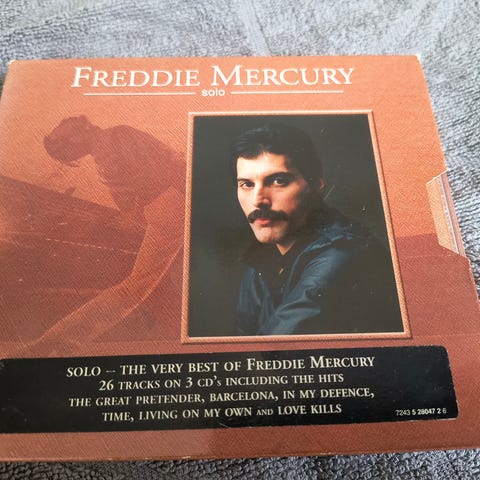 FREDDIE MERCURY
solo
SOLO – THE VERY BEST OF FREDDIE MERCURY
26 TRACKS ON 3 CD's INCLUDING THE HITS
THE GREAT PRETENDER, BARCELONA, IN MY DEFENCE,
TIME, LIVING ON MY OWN AND LOVE KILLS
7243 5 28047 2 6